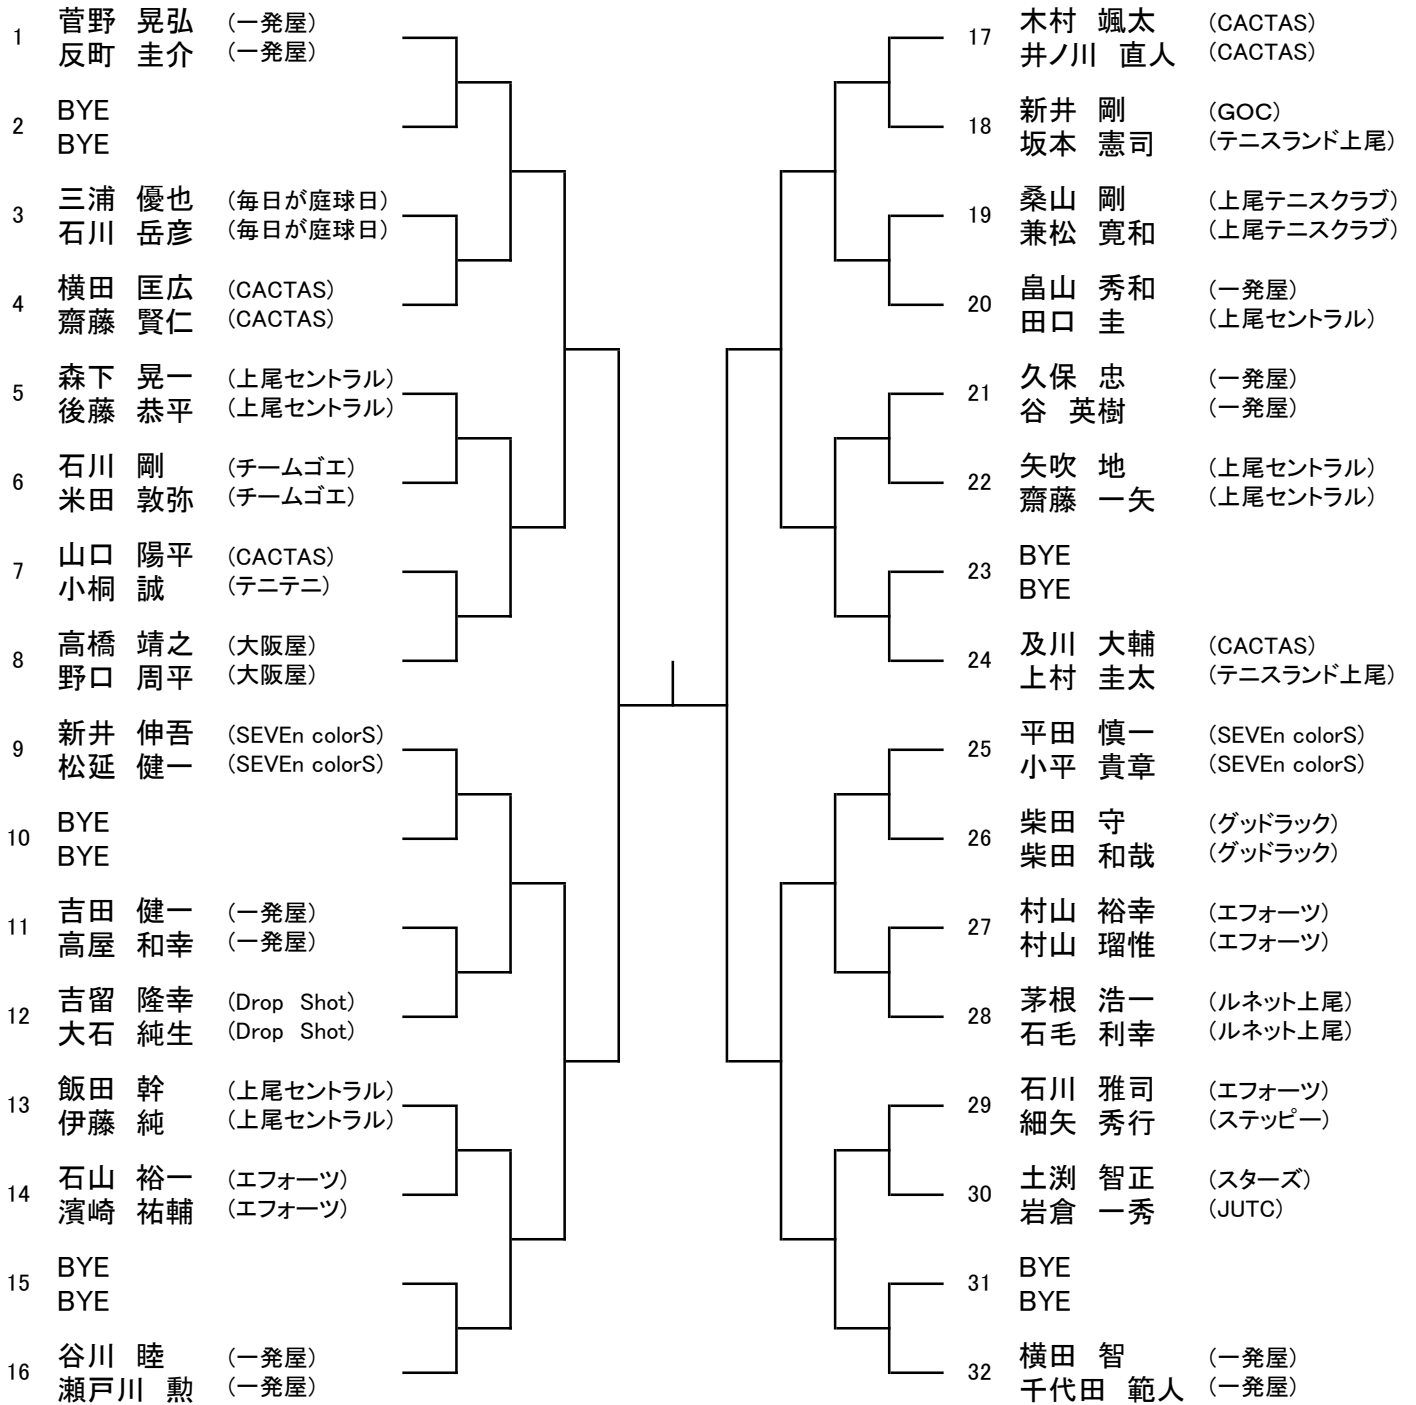 1 菅野 晃弘 (一発屋)
反町 圭介 (一発屋)
2 BYE
BYE
3 三浦 優也 (毎日が庭球日)
石川 岳彦 (毎日が庭球日)
4 横田 匡広 (CACTAS)
齋藤 賢仁 (CACTAS)
5 森下 晃一 (上尾セントラル)
後藤 恭平 (上尾セントラル)
6 石川 剛 (チームゴエ)
米田 敦弥 (チームゴエ)
7 山口 陽平 (CACTAS)
小桐 誠 (テニテニ)
8 高橋 靖之 (大阪屋)
野口 周平 (大阪屋)
9 新井 伸吾 (SEVEn colorS)
松延 健一 (SEVEn colorS)
10 BYE
BYE
11 吉田 健一 (一発屋)
高屋 和幸 (一発屋)
12 吉留 隆幸 (Drop Shot)
大石 純生 (Drop Shot)
13 飯田 幹 (上尾セントラル)
伊藤 純 (上尾セントラル)
14 石山 裕一 (エフォーツ)
濱崎 祐輔 (エフォーツ)
15 BYE
BYE
16 谷川 睦 (一発屋)
瀬戸川 勲 (一発屋)
17 木村 颯太 (CACTAS)
井ノ川 直人 (CACTAS)
18 新井 剛 (GOC)
坂本 憲司 (テニスランド上尾)
19 桑山 剛 (上尾テニスクラブ)
兼松 寛和 (上尾テニスクラブ)
20 畠山 秀和 (一発屋)
田口 圭 (上尾セントラル)
21 久保 忠 (一発屋)
谷 英樹 (一発屋)
22 矢吹 地 (上尾セントラル)
齋藤 一矢 (上尾セントラル)
23 BYE
BYE
24 及川 大輔 (CACTAS)
上村 圭太 (テニスランド上尾)
25 平田 慎一 (SEVEn colorS)
小平 貴章 (SEVEn colorS)
26 柴田 守 (グッドラック)
柴田 和哉 (グッドラック)
27 村山 裕幸 (エフォーツ)
村山 瑠惟 (エフォーツ)
28 茅根 浩一 (ルネット上尾)
石毛 利幸 (ルネット上尾)
29 石川 雅司 (エフォーツ)
細矢 秀行 (ステッピー)
30 土渕 智正 (スターズ)
岩倉 一秀 (JUTC)
31 BYE
BYE
32 横田 智 (一発屋)
千代田 範人 (一発屋)